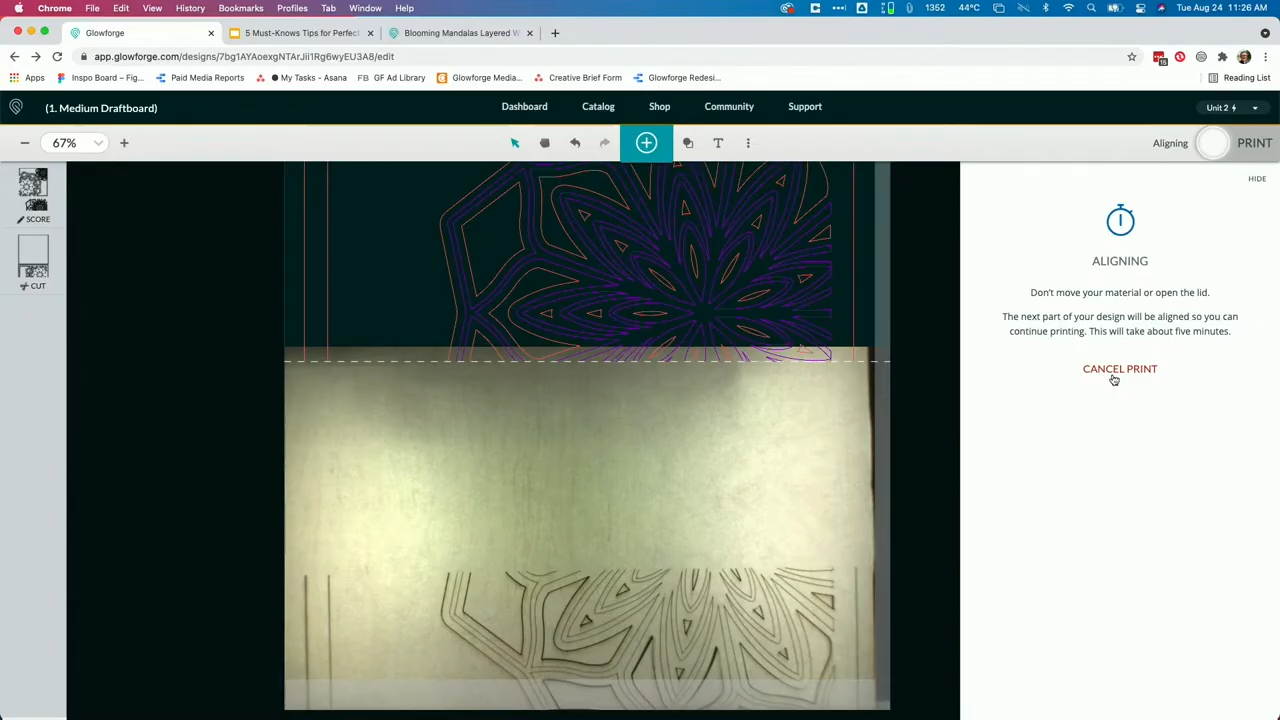 Chrome File Edit View History Bookmarks Profiles Tab Window Help 1352 44°C Tue Aug 24 11:26 AM
Glowforge 5 Must-Knows Tips for Perfect Blooming Mandalas Layered W
app.glowforge.com/designs/7bg1AYAoexgNTArJii1Rg6wyEU3A8/edit 15
Apps Inspo Board – Fig... Paid Media Reports My Tasks - Asana FB GF Ad Library Glowforge Media... Creative Brief Form Glowforge Redesi... Reading List
(1. Medium Draftboard) Dashboard Catalog Shop Community Support Unit 2
67% T Aligning PRINT
HIDE
SCORE
CUT
ALIGNING
Don't move your material or open the lid.
The next part of your design will be aligned so you can
continue printing. This will take about five minutes.
CANCEL PRINT